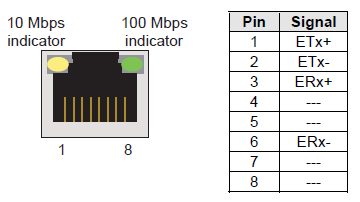 10 Mbps
indicator
100 Mbps
indicator
1 8
Pin Signal
1 ETx+
2 ETx-
3 ERx+
4 ---
5 ---
6 ERx-
7 ---
8 ---